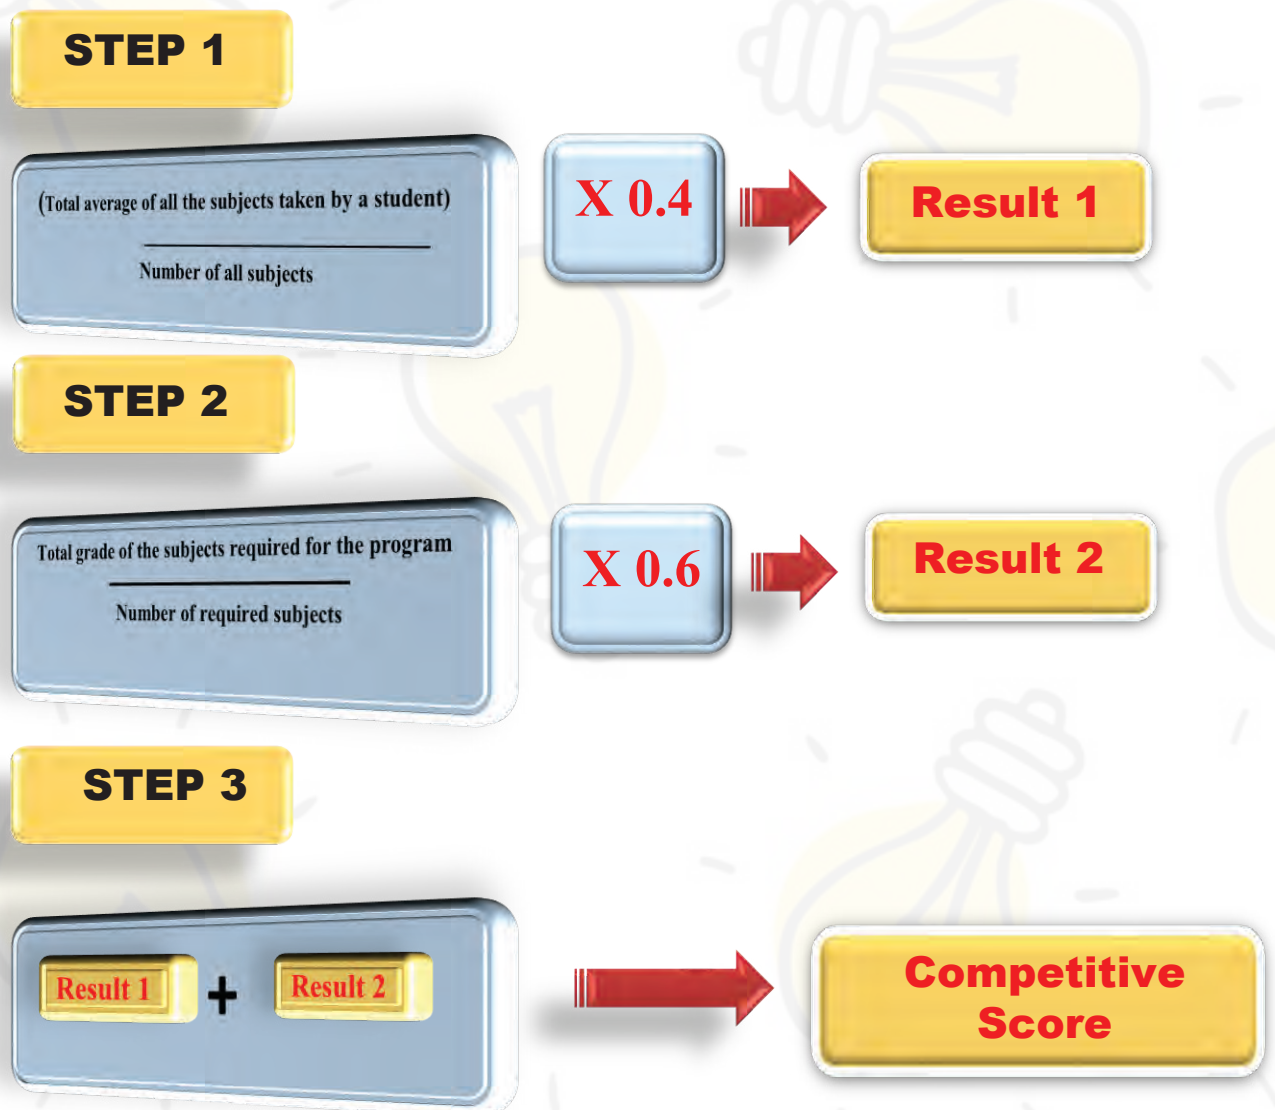 STEP 1
(Total average of all the subjects taken by a student)
Number of all subjects
X 0.4
Result 1
STEP 2
Total grade of the subjects required for the program
Number of required subjects
X 0.6
Result 2
STEP 3
Result 1 + Result 2
Competitive
Score